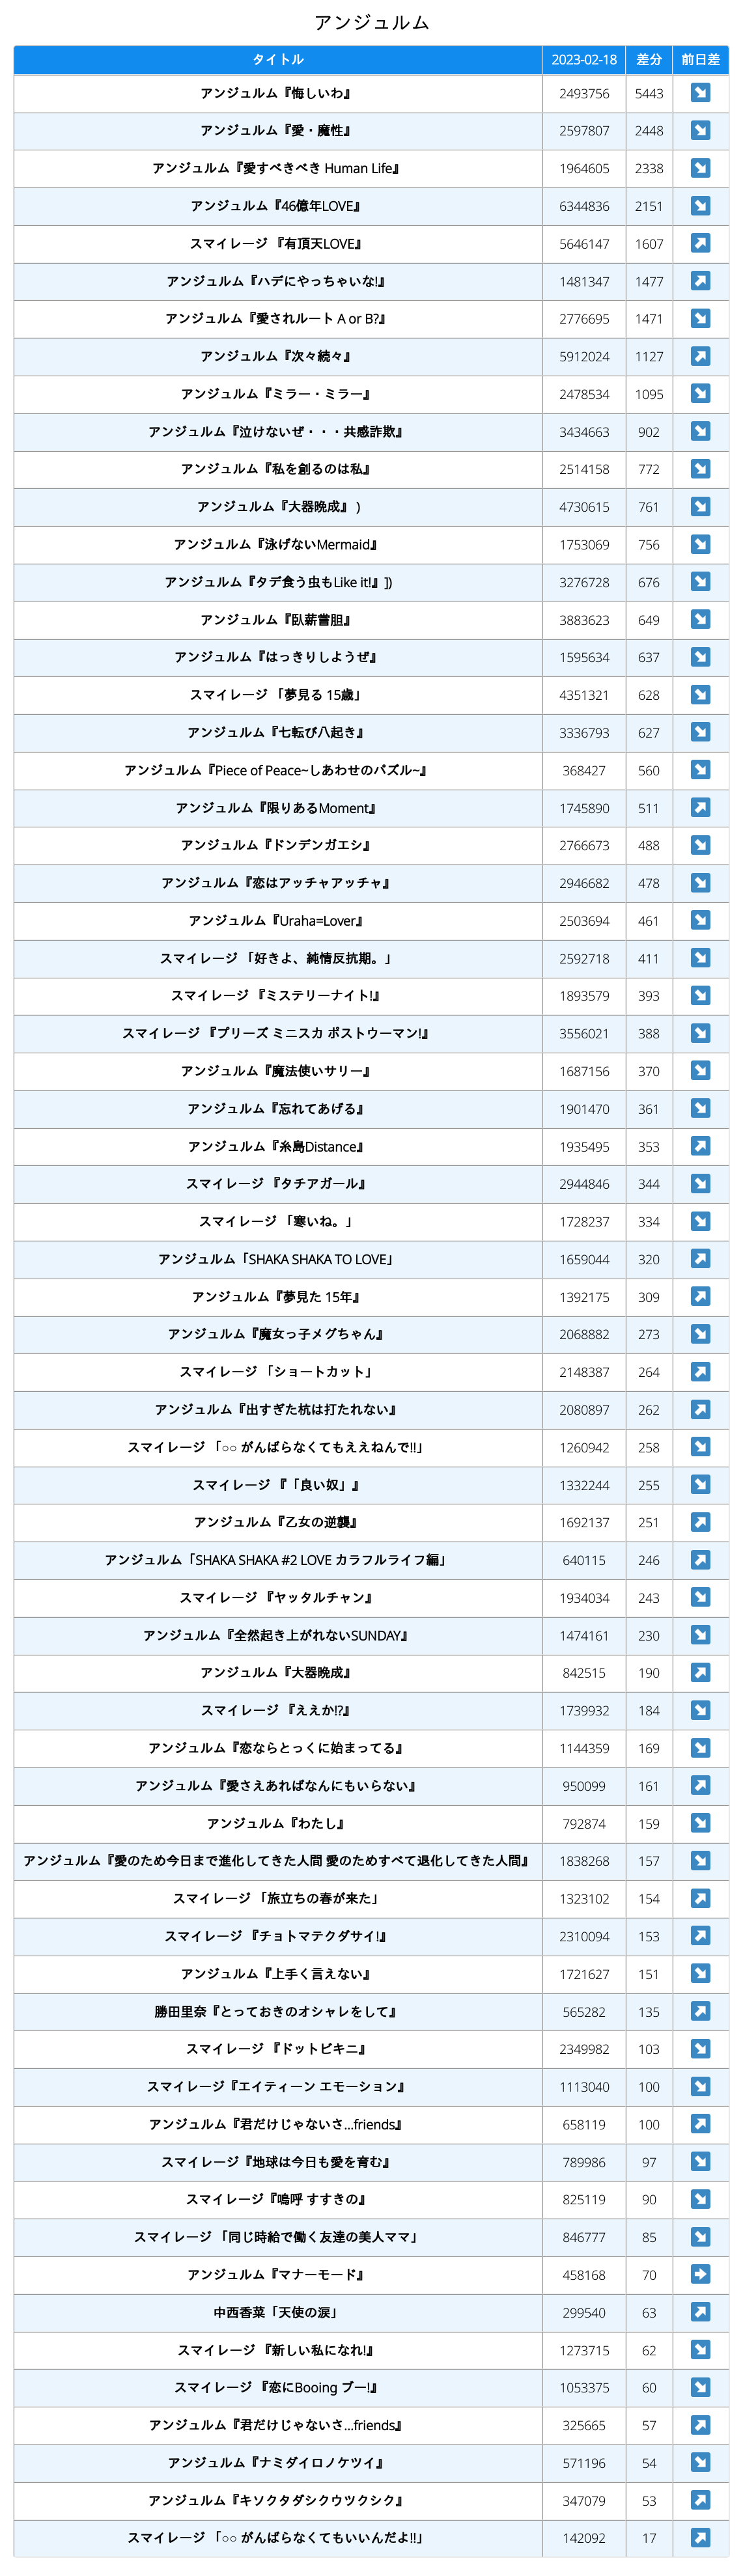 アンジュルム
タイトル 2023-02-18 差分 前日差
アンジュルム『悔しいわ』 2493756 5443 ↘
アンジュルム『愛・魔性』 2597807 2448 ↘
アンジュルム『愛すべきべき Human Life』 1964605 2338 ↘
アンジュルム『46億年LOVE』 6344836 2151 ↘
スマイレージ 『有頂天LOVE』 5646147 1607 ↗
アンジュルム『ハデにやっちゃいな!』 1481347 1477 ↗
アンジュルム『愛されルート A or B?』 2776695 1471 ↘
アンジュルム『次々続々』 5912024 1127 ↗
アンジュルム『ミラー・ミラー』 2478534 1095 ↘
アンジュルム『泣けないぜ・・・共感詐欺』 3434663 902 ↘
アンジュルム『私を創るのは私』 2514158 772 ↘
アンジュルム『大器晩成』 ) 4730615 761 ↘
アンジュルム『泳げないMermaid』 1753069 756 ↘
アンジュルム『タデ食う虫もLike it!』]) 3276728 676 ↘
アンジュルム『臥薪嘗胆』 3883623 649 ↘
アンジュルム『はっきりしようぜ』 1595634 637 ↘
スマイレージ 「夢見る 15歳」 4351321 628 ↘
アンジュルム『七転び八起き』 3336793 627 ↘
アンジュルム『Piece of Peace~しあわせのパズル~』 368427 560 ↘
アンジュルム『限りあるMoment』 1745890 511 ↗
アンジュルム『ドンデンガエシ』 2766673 488 ↘
アンジュルム『恋はアッチャアッチャ』 2946682 478 ↘
アンジュルム『Uraha=Lover』 2503694 461 ↘
スマイレージ 「好きよ、純情反抗期。」 2592718 411 ↘
スマイレージ 『ミステリーナイト!』 1893579 393 ↘
スマイレージ 『プリーズ ミニスカ ポストウーマン!』 3556021 388 ↘
アンジュルム『魔法使いサリー』 1687156 370 ↘
アンジュルム『忘れてあげる』 1901470 361 ↘
アンジュルム『糸島Distance』 1935495 353 ↗
スマイレージ 『タチアガール』 2944846 344 ↘
スマイレージ 「寒いね。」 1728237 334 ↘
アンジュルム「SHAKA SHAKA TO LOVE」 1659044 320 ↗
アンジュルム『夢見た 15年』 1392175 309 ↗
アンジュルム『魔女っ子メグちゃん』 2068882 273 ↘
スマイレージ 「ショートカット」 2148387 264 ↗
アンジュルム『出すぎた杭は打たれない』 2080897 262 ↗
スマイレージ 「○○ がんばらなくてもええねんで!!」 1260942 258 ↘
スマイレージ 『「良い奴」』 1332244 255 ↘
アンジュルム『乙女の逆襲』 1692137 251 ↗
アンジュルム「SHAKA SHAKA #2 LOVE カラフルライフ編」 640115 246 ↗
スマイレージ 『ヤッタルチャン』 1934034 243 ↘
アンジュルム『全然起き上がれないSUNDAY』 1474161 230 ↘
アンジュルム『大器晩成』 842515 190 ↗
スマイレージ 『ええか!?』 1739932 184 ↘
アンジュルム『恋ならとっくに始まってる』 1144359 169 ↘
アンジュルム『愛さえあればなんにもいらない』 950099 161 ↗
アンジュルム『わたし』 792874 159 ↘
アンジュルム『愛のため今日まで進化してきた人間 愛のためすべて退化してきた人間』 1838268 157 ↘
スマイレージ 「旅立ちの春が来た」 1323102 154 ↗
スマイレージ 『チョトマテクダサイ!』 2310094 153 ↗
アンジュルム『上手く言えない』 1721627 151 ↘
勝田里奈『とっておきのオシャレをして』 565282 135 ↗
スマイレージ 『ドットビキニ』 2349982 103 ↘
スマイレージ『エイティーン エモーション』 1113040 100 ↘
アンジュルム『君だけじゃないさ...friends』 658119 100 ↗
スマイレージ『地球は今日も愛を育む』 789986 97 ↘
スマイレージ『嗚呼 すすきの』 825119 90 ↘
スマイレージ 「同じ時給で働く友達の美人ママ」 846777 85 ↘
アンジュルム『マナーモード』 458168 70 ➡
中西香菜「天使の涙」 299540 63 ↗
スマイレージ 『新しい私になれ!』 1273715 62 ↘
スマイレージ 『恋にBooing ブー!』 1053375 60 ↘
アンジュルム『君だけじゃないさ...friends』 325665 57 ↗
アンジュルム『ナミダイロノケツイ』 571196 54 ↘
アンジュルム『キソクタダシクウツクシク』 347079 53 ↗
スマイレージ 「○○ がんばらなくてもいいんだよ!!」 142092 17 ↗